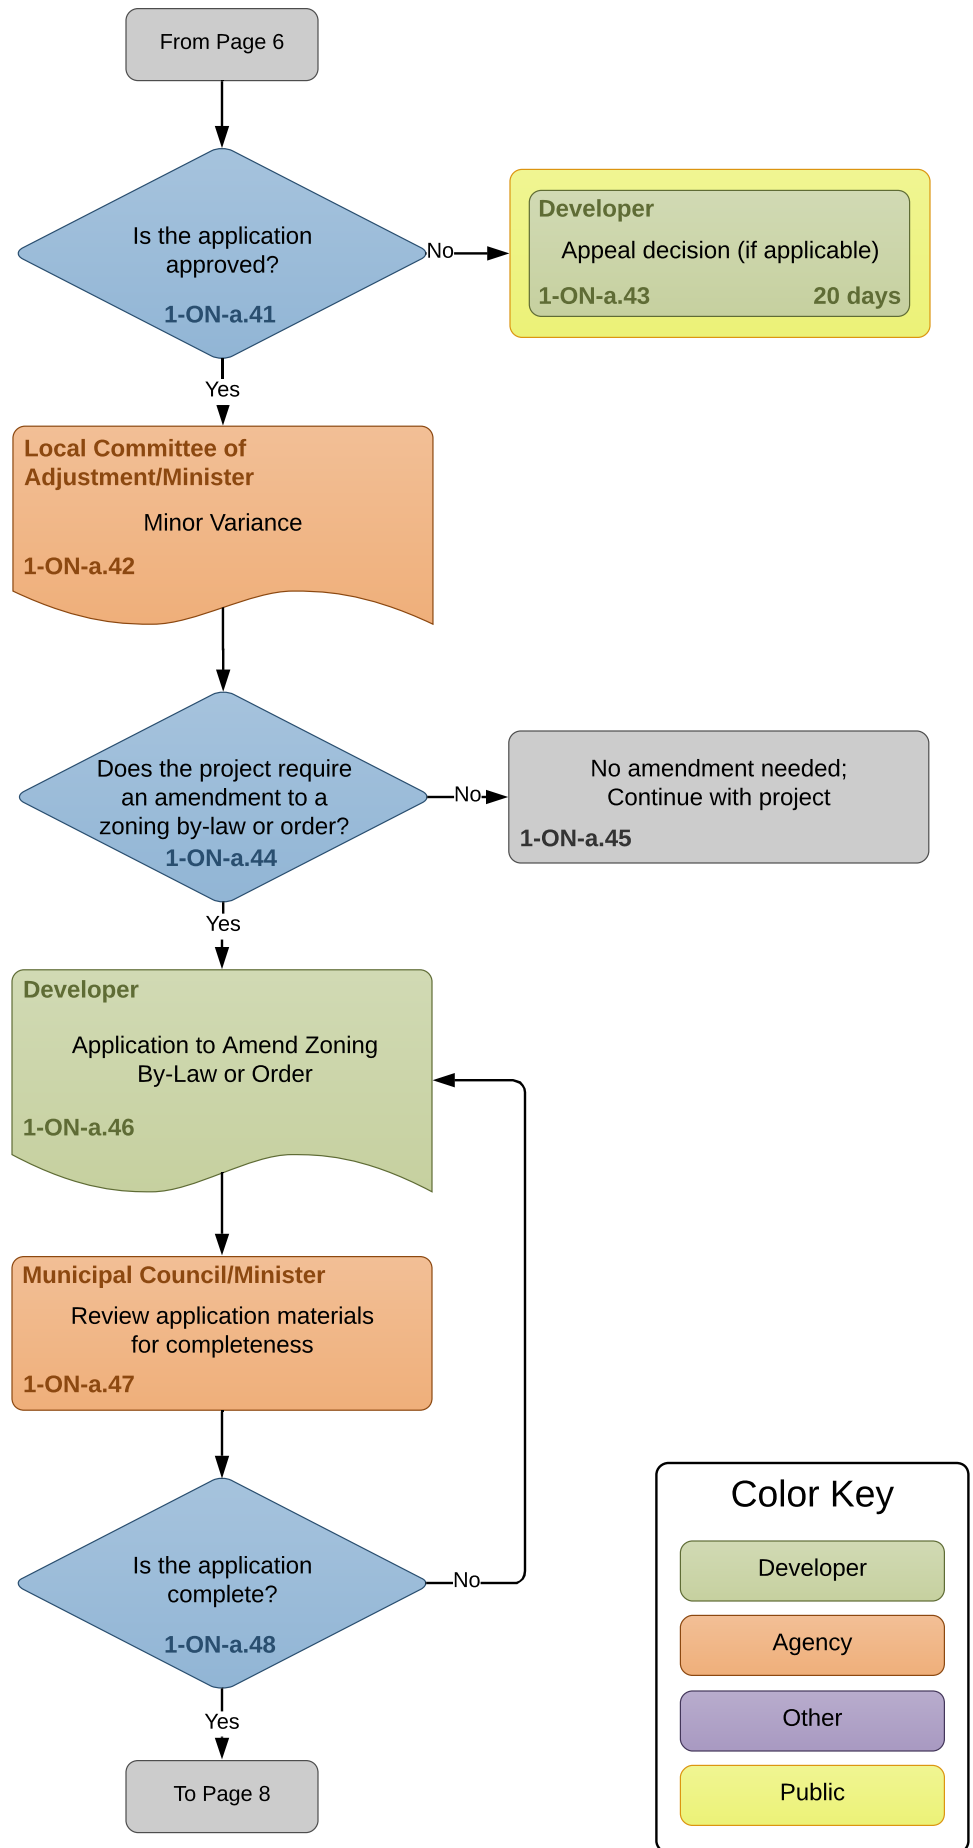 From Page 6
Is the application
approved?
1-ON-a.41
No
Developer
Appeal decision (if applicable)
1-ON-a.43 20 days
Yes
Local Committee of
Adjustment/Minister
Minor Variance
1-ON-a.42
Does the project require
an amendment to a
zoning by-law or order?
1-ON-a.44
No
No amendment needed;
Continue with project
1-ON-a.45
Yes
Developer
Application to Amend Zoning
By-Law or Order
1-ON-a.46
Municipal Council/Minister
Review application materials
for completeness
1-ON-a.47
Is the application
complete?
1-ON-a.48
No
Yes
To Page 8
Color Key
Developer
Agency
Other
Public